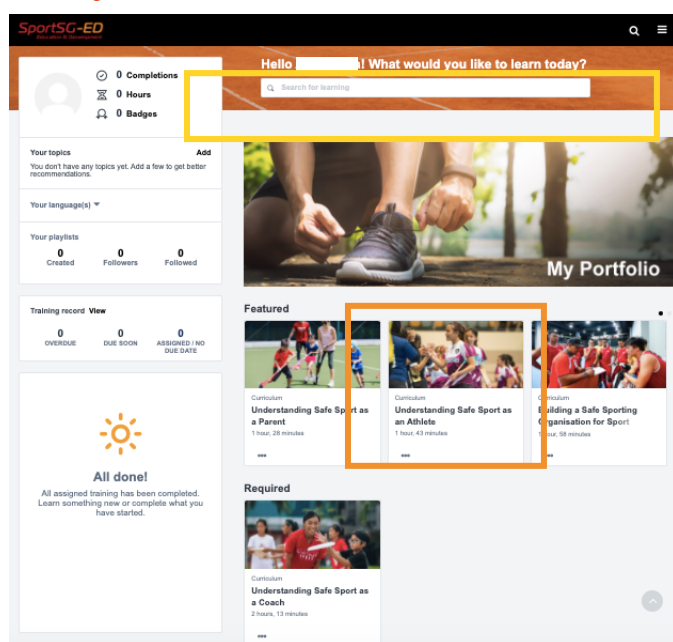 SportSG-ED
Education & Development
0 Completions
0 Hours
0 Badges
Hello ! What would you like to learn today?
Search for learning
Your topics Add
You don't have any topics yet. Add a few to get better
recommendations.
Your language(s)
Your playlists
0 0 0
Created Followers Followed
My Portfolio
Training record View
0 0 0
OVERDUE DUE SOON ASSIGNED / NO
DUE DATE
All done!
All assigned training has been completed.
Learn something new or complete what you
have started.
Featured
Curriculum
Understanding Safe Sport as
a Parent
1 hour, 28 minutes
Curriculum
Understanding Safe Sport as
an Athlete
1 hour, 43 minutes
Curriculum
Building a Safe Sporting
Organisation for Sport
1 hour, 58 minutes
Required
Curriculum
Understanding Safe Sport as
a Coach
2 hours, 13 minutes